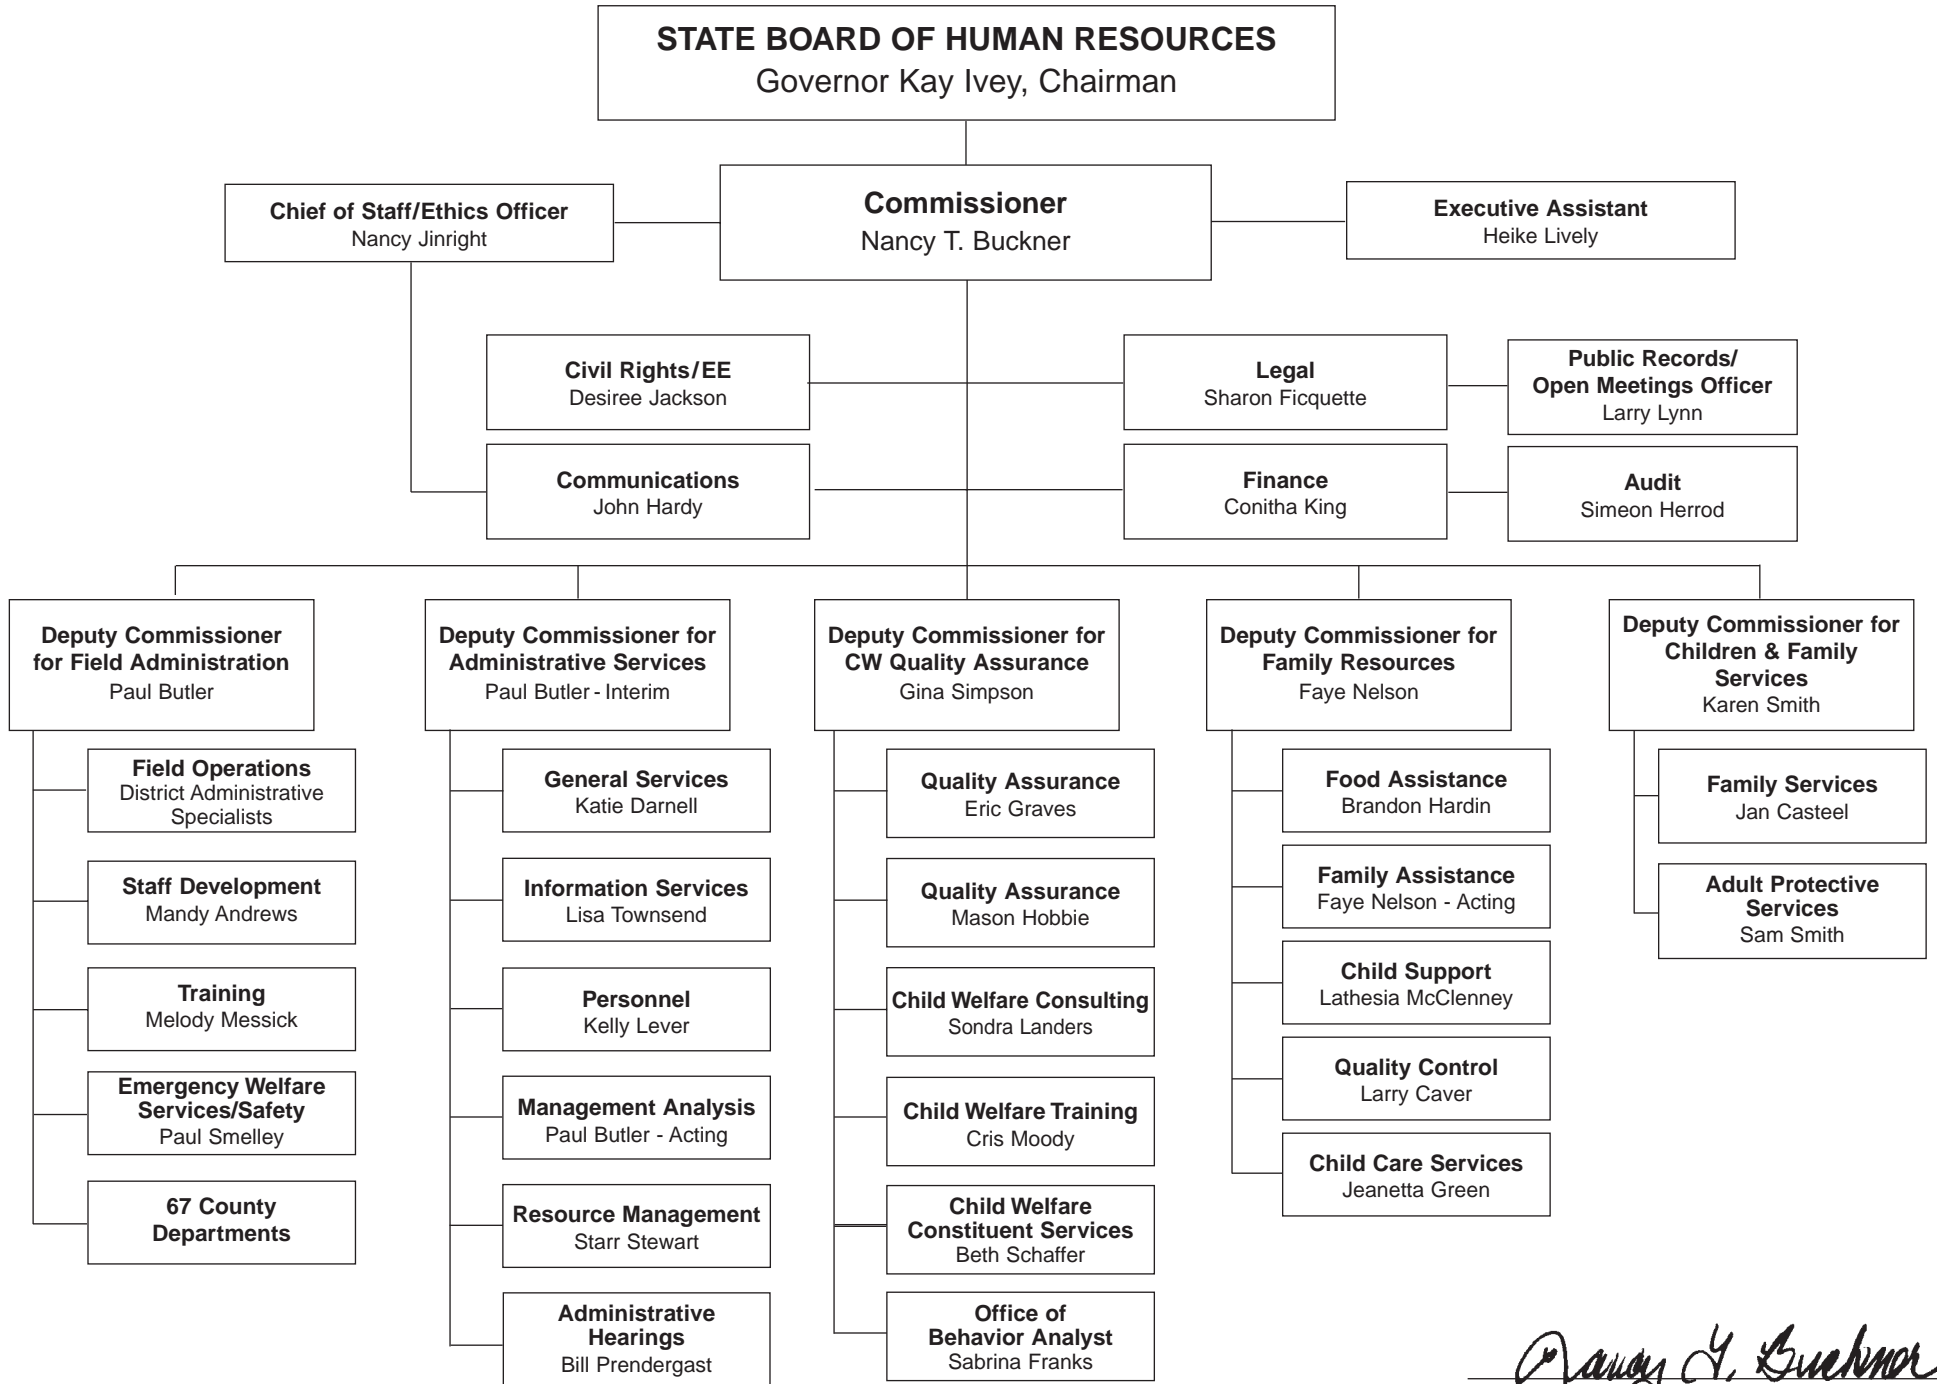 STATE BOARD OF HUMAN RESOURCES
Governor Kay Ivey, Chairman
Commissioner
Nancy T. Buckner
Chief of Staff/Ethics Officer
Nancy Jinright
Executive Assistant
Heike Lively
Civil Rights/EE
Desiree Jackson
Legal
Sharon Ficquette
Public Records/
Open Meetings Officer
Larry Lynn
Communications
John Hardy
Finance
Conitha King
Audit
Simeon Herrod
Deputy Commissioner
for Field Administration
Paul Butler
Field Operations
District Administrative
Specialists
Staff Development
Mandy Andrews
Training
Melody Messick
Emergency Welfare
Services/Safety
Paul Smelley
67 County
Departments
Deputy Commissioner for
Administrative Services
Paul Butler - Interim
General Services
Katie Darnell
Information Services
Lisa Townsend
Personnel
Kelly Lever
Management Analysis
Paul Butler - Acting
Resource Management
Starr Stewart
Administrative
Hearings
Bill Prendergast
Deputy Commissioner for
CW Quality Assurance
Gina Simpson
Quality Assurance
Eric Graves
Quality Assurance
Mason Hobbie
Child Welfare Consulting
Sondra Landers
Child Welfare Training
Cris Moody
Child Welfare
Constituent Services
Beth Schaffer
Office of
Behavior Analyst
Sabrina Franks
Deputy Commissioner for
Family Resources
Faye Nelson
Food Assistance
Brandon Hardin
Family Assistance
Faye Nelson - Acting
Child Support
Lathesia McClenney
Quality Control
Larry Caver
Child Care Services
Jeanetta Green
Deputy Commissioner for
Children & Family
Services
Karen Smith
Family Services
Jan Casteel
Adult Protective
Services
Sam Smith
Nancy T. Buckner